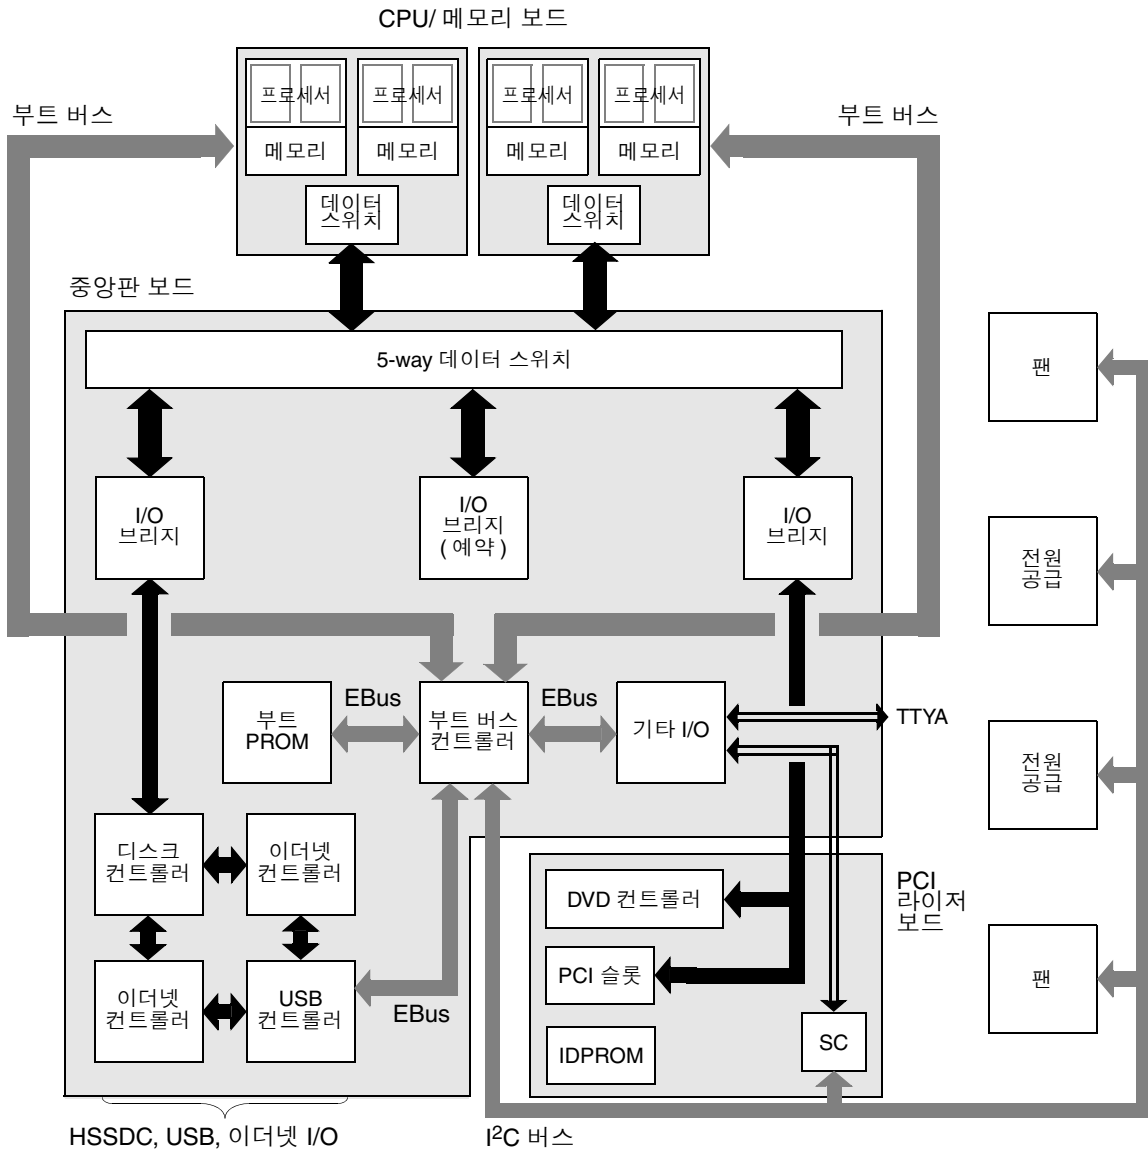 CPU/ 메모리 보드
부트 버스
부트 버스
프로세서
프로세서
프로세서
프로세서
메모리
메모리
메모리
메모리
데이터
스위치
데이터
스위치
중앙판 보드
5-way 데이터 스위치
팬
I/O
브리지
I/O
브리지
( 예약 )
I/O
브리지
전원
공급
EBus
EBus
부트
PROM
부트 버스
컨트롤러
기타 I/O
TTYA
전원
공급
디스크
컨트롤러
이더넷
컨트롤러
DVD 컨트롤러
PCI
라이저
보드
이더넷
컨트롤러
USB
컨트롤러
EBus
PCI 슬롯
팬
IDPROM
SC
HSSDC, USB, 이더넷 I/O
I²C 버스